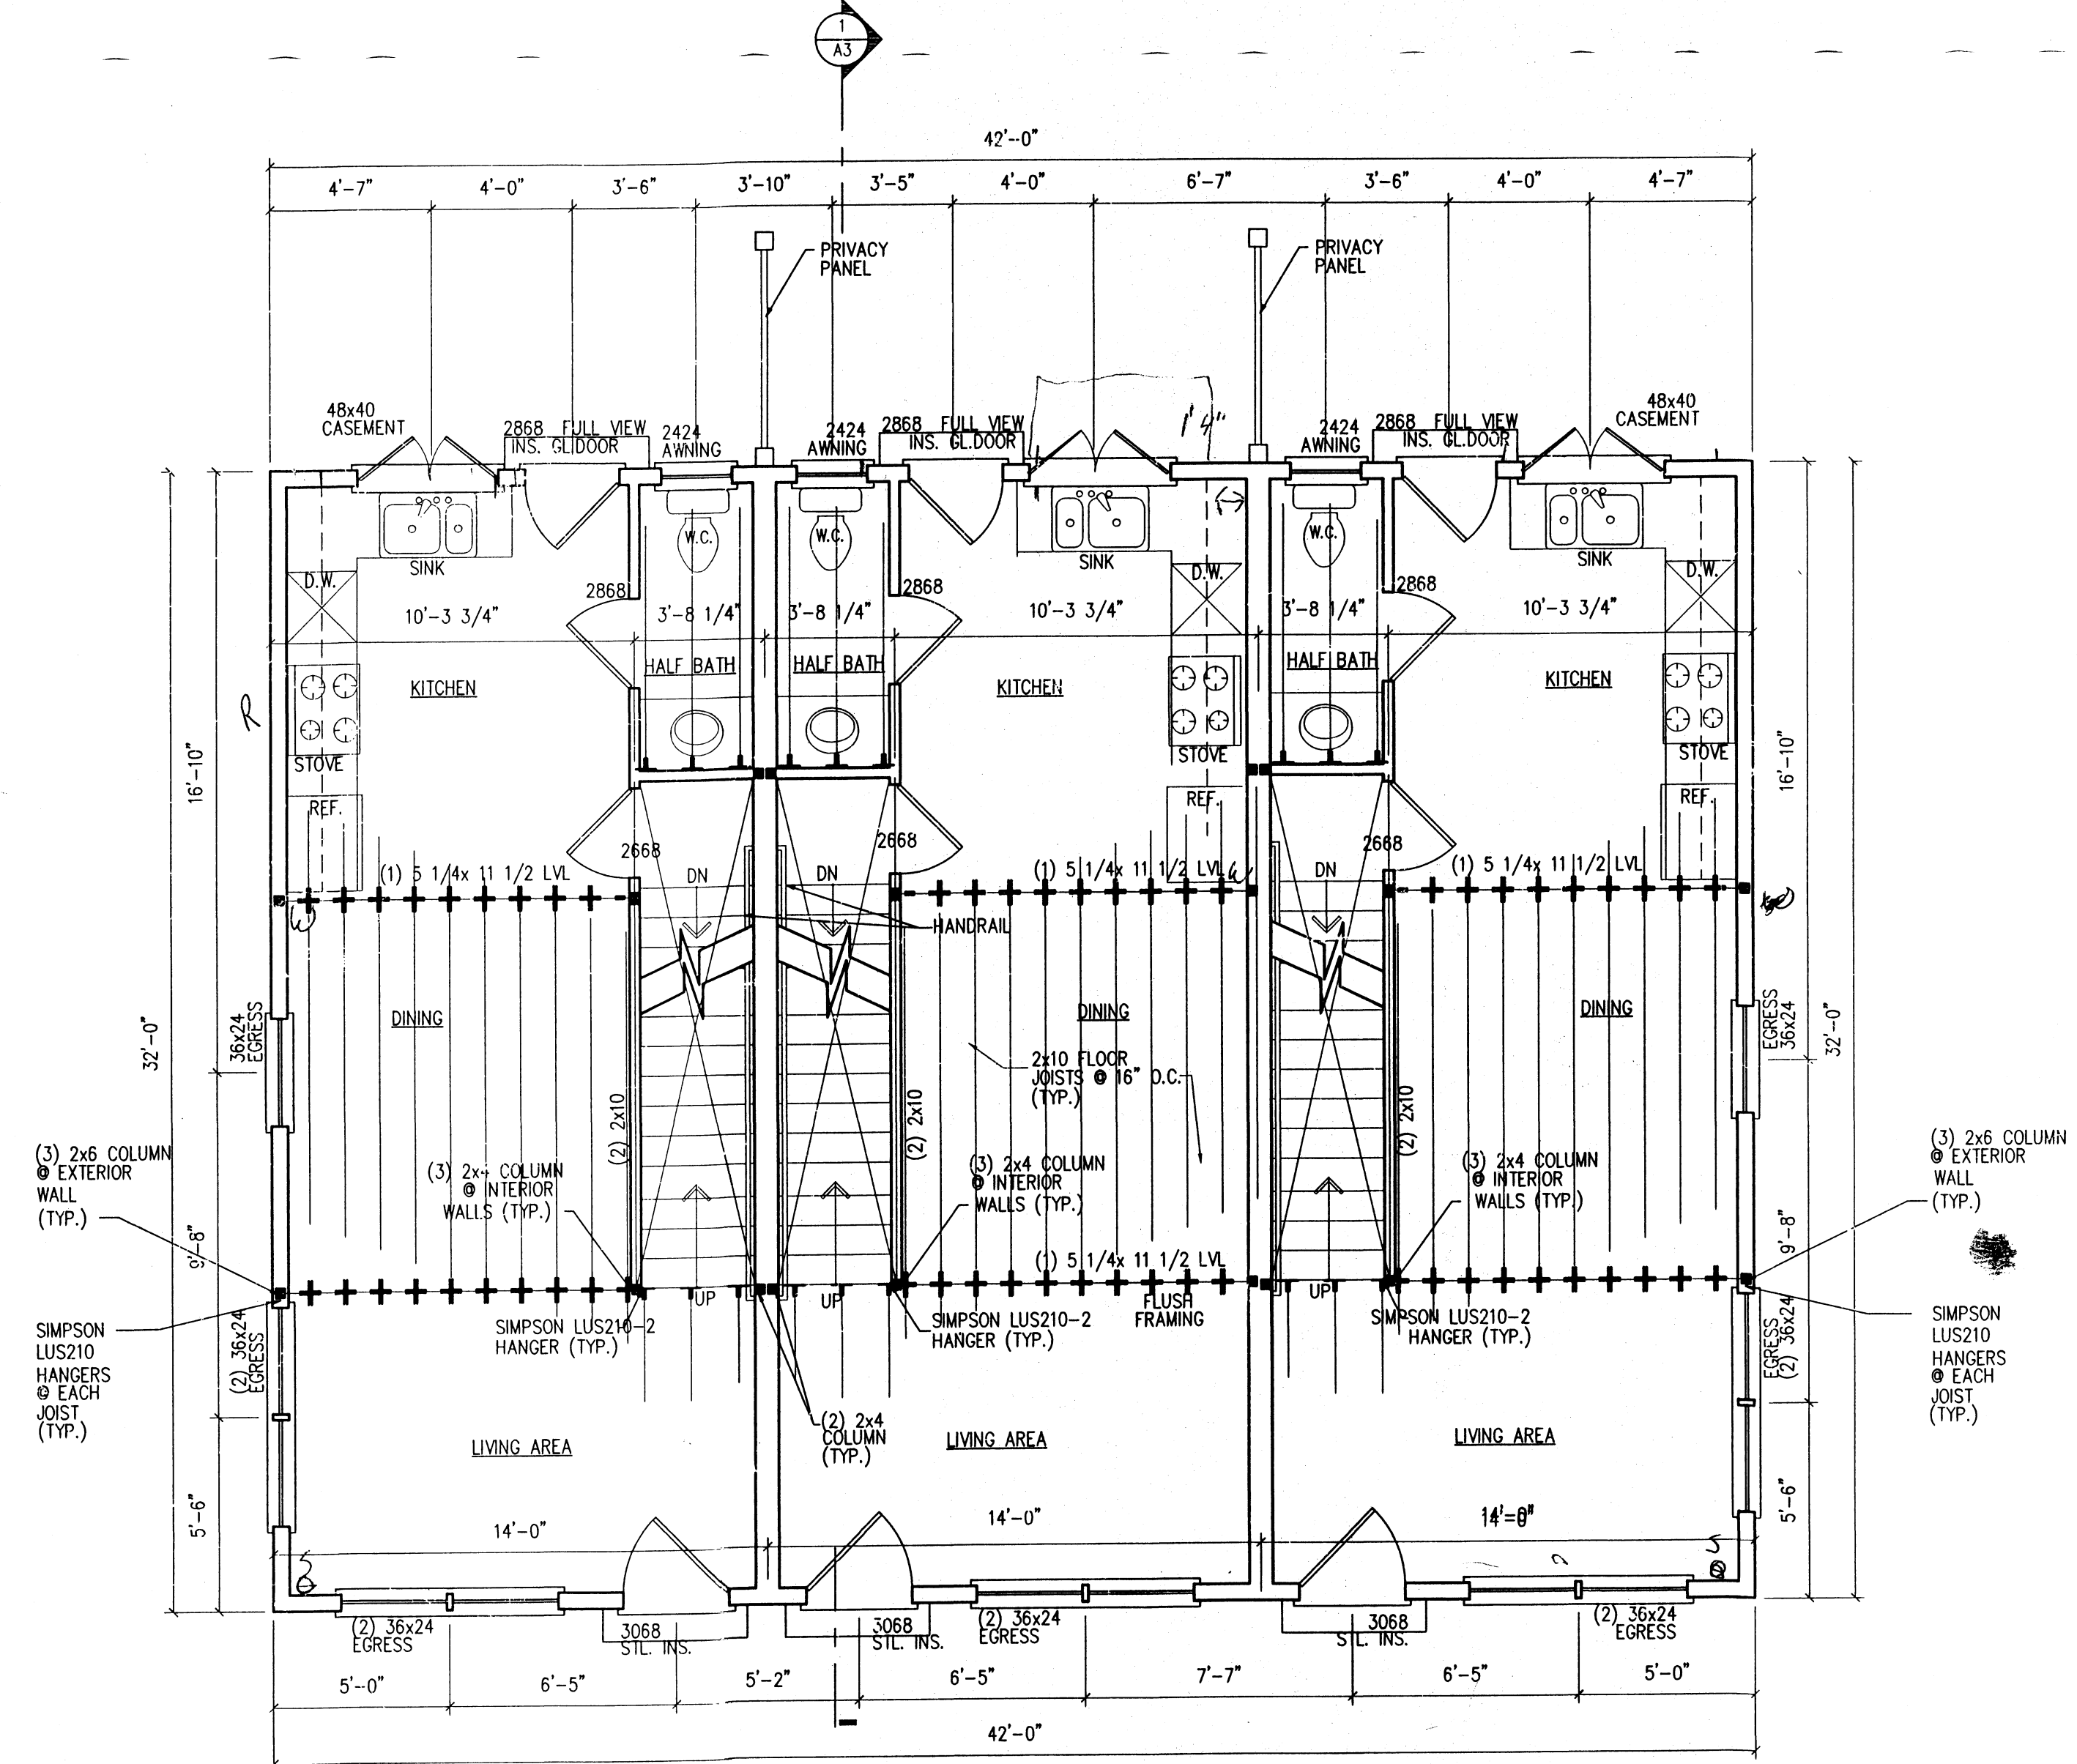 1
A3
42'-0"
4'-7" 4'-0" 3'-6" 3'-10" 3'-5" 4'-0" 6'-7" 3'-6" 4'-0" 4'-7"
PRIVACY
PANEL
PRIVACY
PANEL
48x40
CASEMENT
2868 FULL VIEW
INS. GL.DOOR
2424
AWNING
2424
AWNING
2868 FULL VIEW
INS. GL.DOOR
1'4"
2424
AWNING
2868 FULL VIEW
INS. GL.DOOR
48x40
CASEMENT
W.C.
W.C.
W.C.
SINK
SINK
SINK
D.W.
D.W.
D.W.
2868
2868
2868
10'-3 3/4"
3'-8 1/4"
3'-8 1/4"
10'-3 3/4"
3'-8 1/4"
10'-3 3/4"
HALF BATH
HALF BATH
HALF BATH
KITCHEN
KITCHEN
KITCHEN
R
STOVE
STOVE
STOVE
16'-10"
16'-10"
REF.
REF.
REF.
2668
2668
2668
(1) 5 1/4x 11 1/2 LVL
DN
DN
(1) 5 1/4x 11 1/2 LVL
DN
(1) 5 1/4x 11 1/2 LVL
HANDRAIL
DINING
DINING
DINING
36x24
EGRESS
EGRESS
36x24
32'-0"
32'-0"
2x10 FLOOR
JOISTS @ 16" O.C.
(TYP.)
(2) 2x10
(2) 2x10
(2) 2x10
(3) 2x6 COLUMN
@ EXTERIOR
WALL
(TYP.)
(3) 2x4 COLUMN
@ INTERIOR
WALLS (TYP.)
(3) 2x4 COLUMN
@ INTERIOR
WALLS (TYP.)
(3) 2x4 COLUMN
@ INTERIOR
WALLS (TYP.)
(3) 2x6 COLUMN
@ EXTERIOR
WALL
(TYP.)
9'-8"
9'-8"
(1) 5 1/4x 11 1/2 LVL
UP
UP
FLUSH
FRAMING
UP
SIMPSON
LUS210
HANGERS
@ EACH
JOIST
(TYP.)
(2) 36x24
EGRESS
SIMPSON LUS210-2
HANGER (TYP.)
SIMPSON LUS210-2
HANGER (TYP.)
SIMPSON LUS210-2
HANGER (TYP.)
EGRESS
(2) 36x24
SIMPSON
LUS210
HANGERS
@ EACH
JOIST
(TYP.)
(2) 2x4
COLUMN
(TYP.)
LIVING AREA
LIVING AREA
LIVING AREA
5'-6"
5'-6"
14'-0"
14'-0"
14'-0"
(2) 36x24
EGRESS
3068
STL. INS.
3068
STL. INS.
(2) 36x24
EGRESS
3068
STL. INS.
(2) 36x24
EGRESS
5'-0" 6'-5" 5'-2" 6'-5" 7'-7" 6'-5" 5'-0"
42'-0"